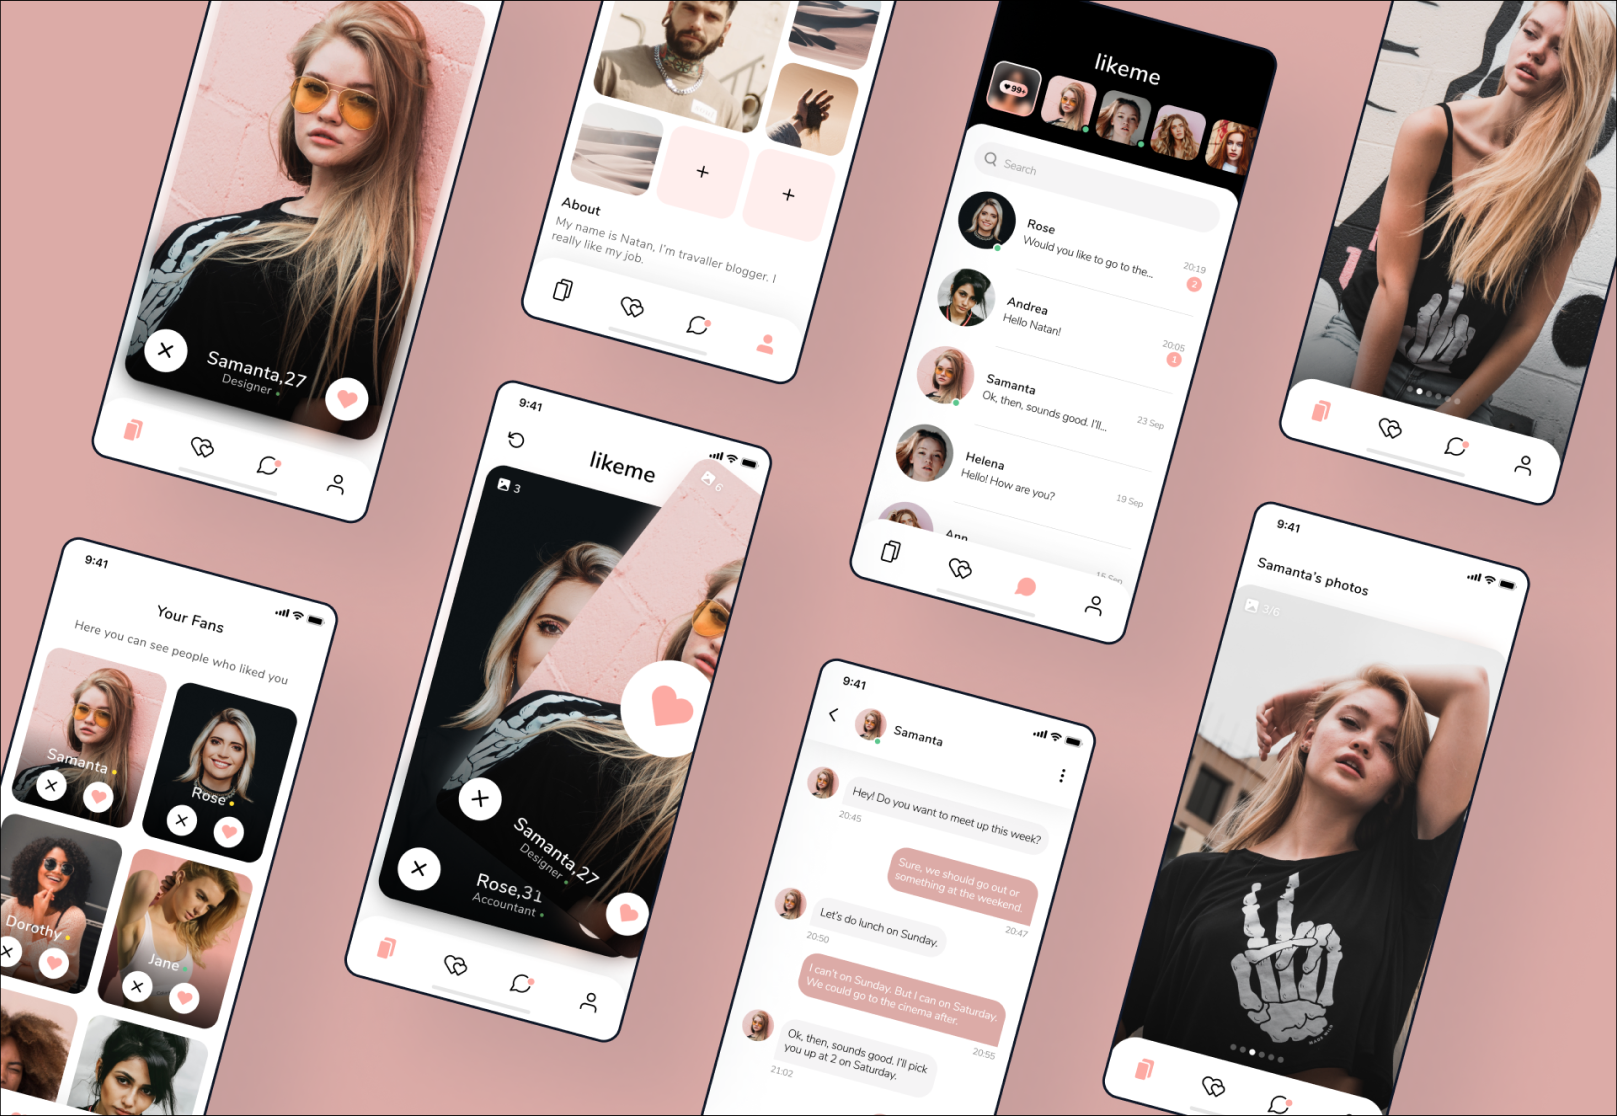 Samanta,27
Designer
About
My name is Natan, I'm travaller blogger. I
really like my job.
likeme
99+
Search
Rose
Would you like to go to the...
20:19
2
Andrea
Hello Natan!
20:05
1
Samanta
Ok, then, sounds good. I'll...
23 Sep
Helena
Hello! How are you?
19 Sep
Ann
15 Sep
9:41
Your Fans
Here you can see people who liked you
Samanta
Rose
Dorothy
Jane
9:41
likeme
3
6
Samanta,27
Designer
Rose,31
Accountant
9:41
Samanta
Hey! Do you want to meet up this week?
20:45
Sure, we should go out or
something at the weekend.
20:47
Let's do lunch on Sunday.
20:50
I can't on Sunday. But I can on Saturday.
We could go to the cinema after.
20:55
Ok, then, sounds good. I'll pick
you up at 2 on Saturday.
21:02
9:41
Samanta's photos
3/6